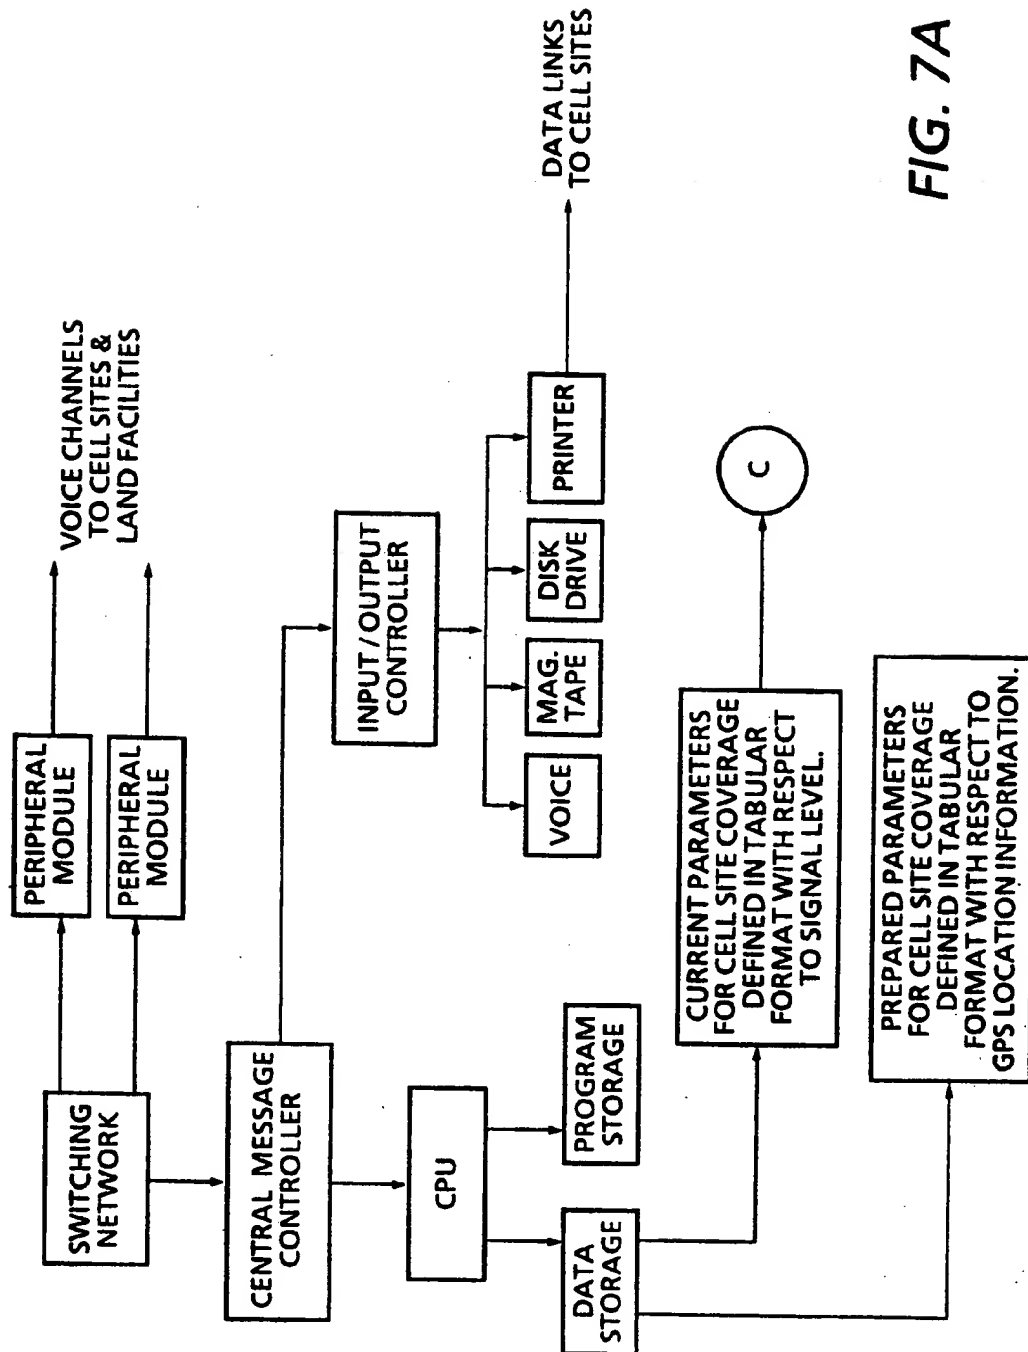 SWITCHING
NETWORK
PERIPHERAL
MODULE
PERIPHERAL
MODULE
VOICE CHANNELS
TO CELL SITES &
LAND FACILITIES
CENTRAL MESSAGE
CONTROLLER
INPUT / OUTPUT
CONTROLLER
CPU
VOICE
MAG.
TAPE
DISK
DRIVE
PRINTER
DATA LINKS
TO CELL SITES
DATA
STORAGE
PROGRAM
STORAGE
CURRENT PARAMETERS
FOR CELL SITE COVERAGE
DEFINED IN TABULAR
FORMAT WITH RESPECT
TO SIGNAL LEVEL.
C
PREPARED PARAMETERS
FOR CELL SITE COVERAGE
DEFINED IN TABULAR
FORMAT WITH RESPECT TO
GPS LOCATION INFORMATION.
FIG. 7A